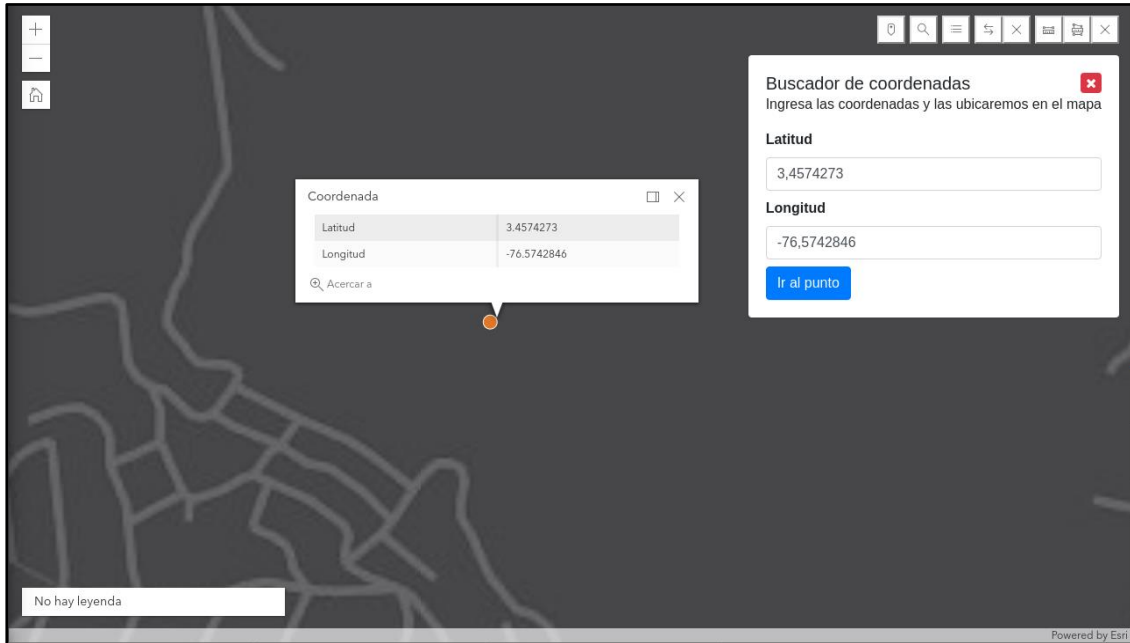 Buscador de coordenadas
Ingresa las coordenadas y las ubicaremos en el mapa
Latitud
3,4574273
Longitud
-76,5742846
Ir al punto
Coordenada
Latitud 3.4574273
Longitud -76.5742846
Acercar a
No hay leyenda
Powered by Esri